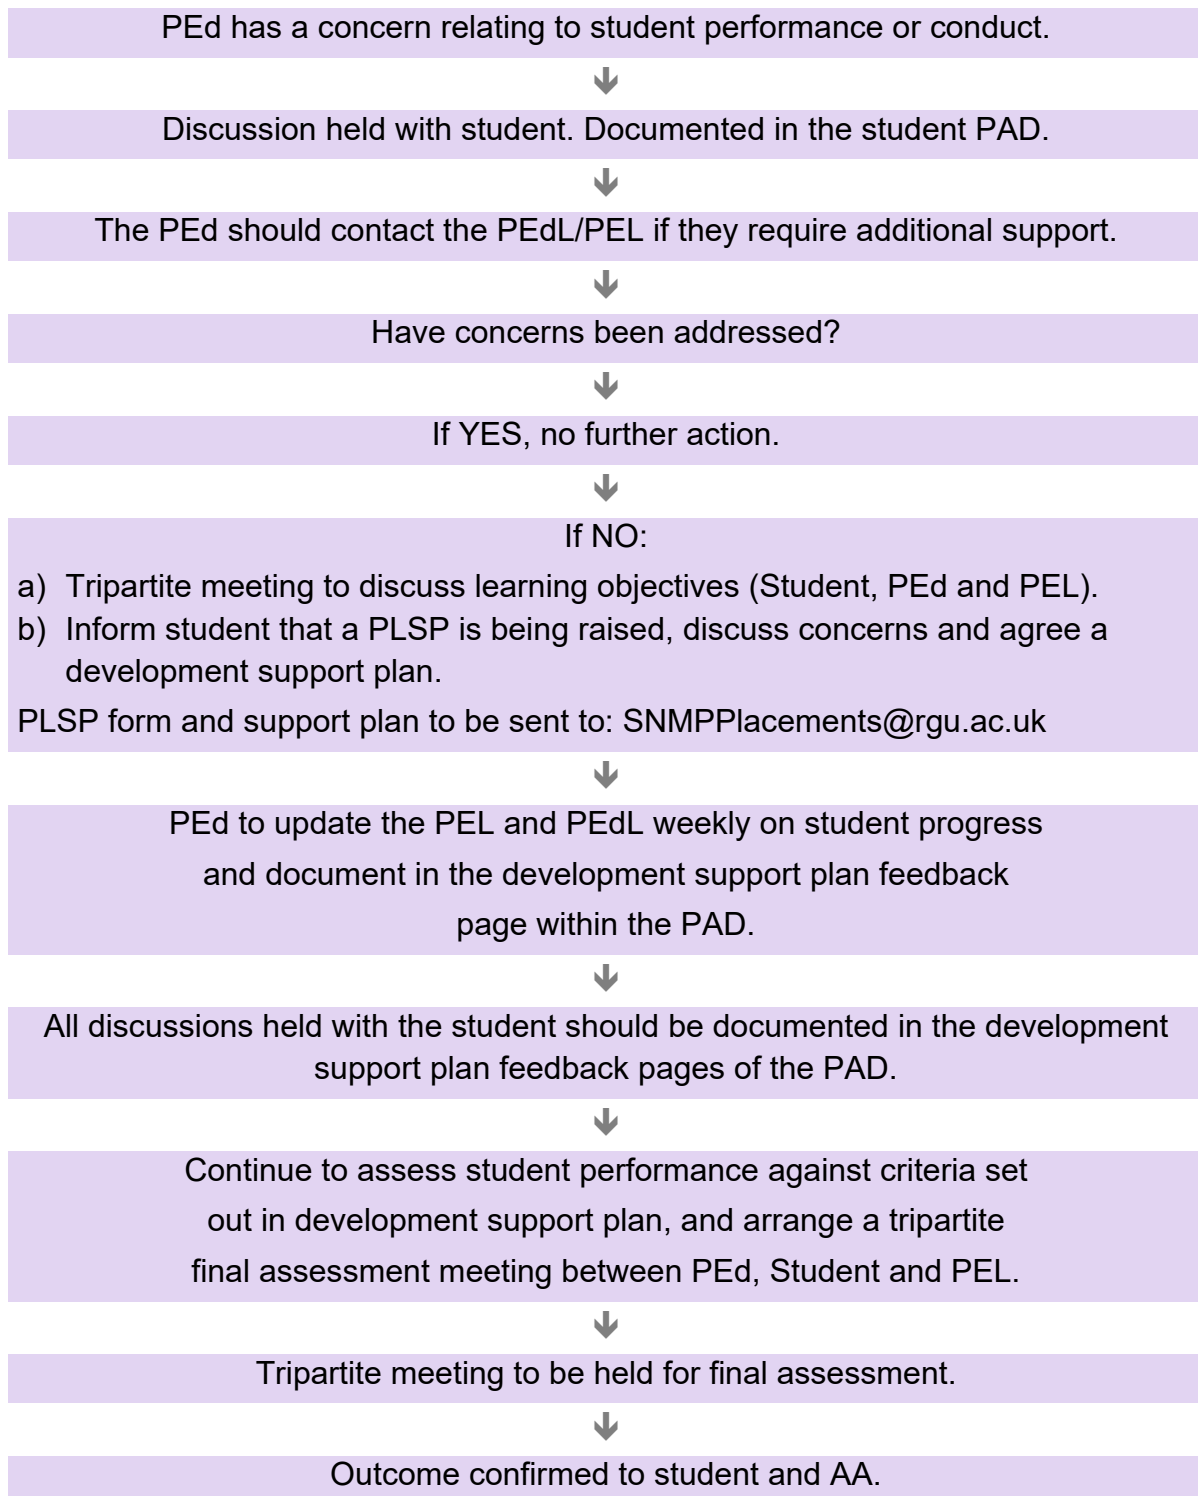 PEd has a concern relating to student performance or conduct.
Discussion held with student. Documented in the student PAD.
The PEd should contact the PEdL/PEL if they require additional support.
Have concerns been addressed?
If YES, no further action.
If NO:
a) Tripartite meeting to discuss learning objectives (Student, PEd and PEL).
b) Inform student that a PLSP is being raised, discuss concerns and agree a
development support plan.
PLSP form and support plan to be sent to: SNMPPlacements@rgu.ac.uk
PEd to update the PEL and PEdL weekly on student progress
and document in the development support plan feedback
page within the PAD.
All discussions held with the student should be documented in the development
support plan feedback pages of the PAD.
Continue to assess student performance against criteria set
out in development support plan, and arrange a tripartite
final assessment meeting between PEd, Student and PEL.
Tripartite meeting to be held for final assessment.
Outcome confirmed to student and AA.